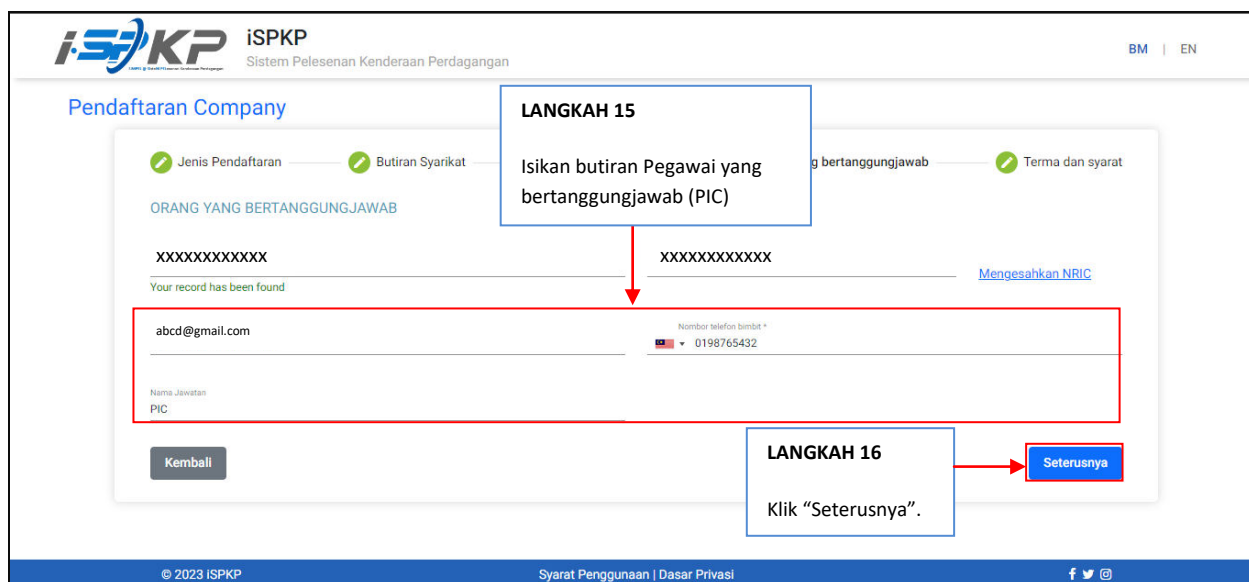 iSPKP
iSPKP
Sistem Pelesenan Kenderaan Perdagangan
BM | EN
Pendaftaran Company
LANGKAH 15
Isikan butiran Pegawai yang
bertanggungjawab (PIC)
Jenis Pendaftaran
Butiran Syarikat
g bertanggungjawab
Terma dan syarat
ORANG YANG BERTANGGUNGJAWAB
XXXXXXXXXXXX
XXXXXXXXXXXX
Mengesahkan NRIC
Your record has been found
abcd@gmail.com
Nombor telefon bimbit *
0198765432
Nama Jawatan
PIC
LANGKAH 16
Klik “Seterusnya”.
Kembali
Seterusnya
© 2023 iSPKP
Syarat Penggunaan | Dasar Privasi